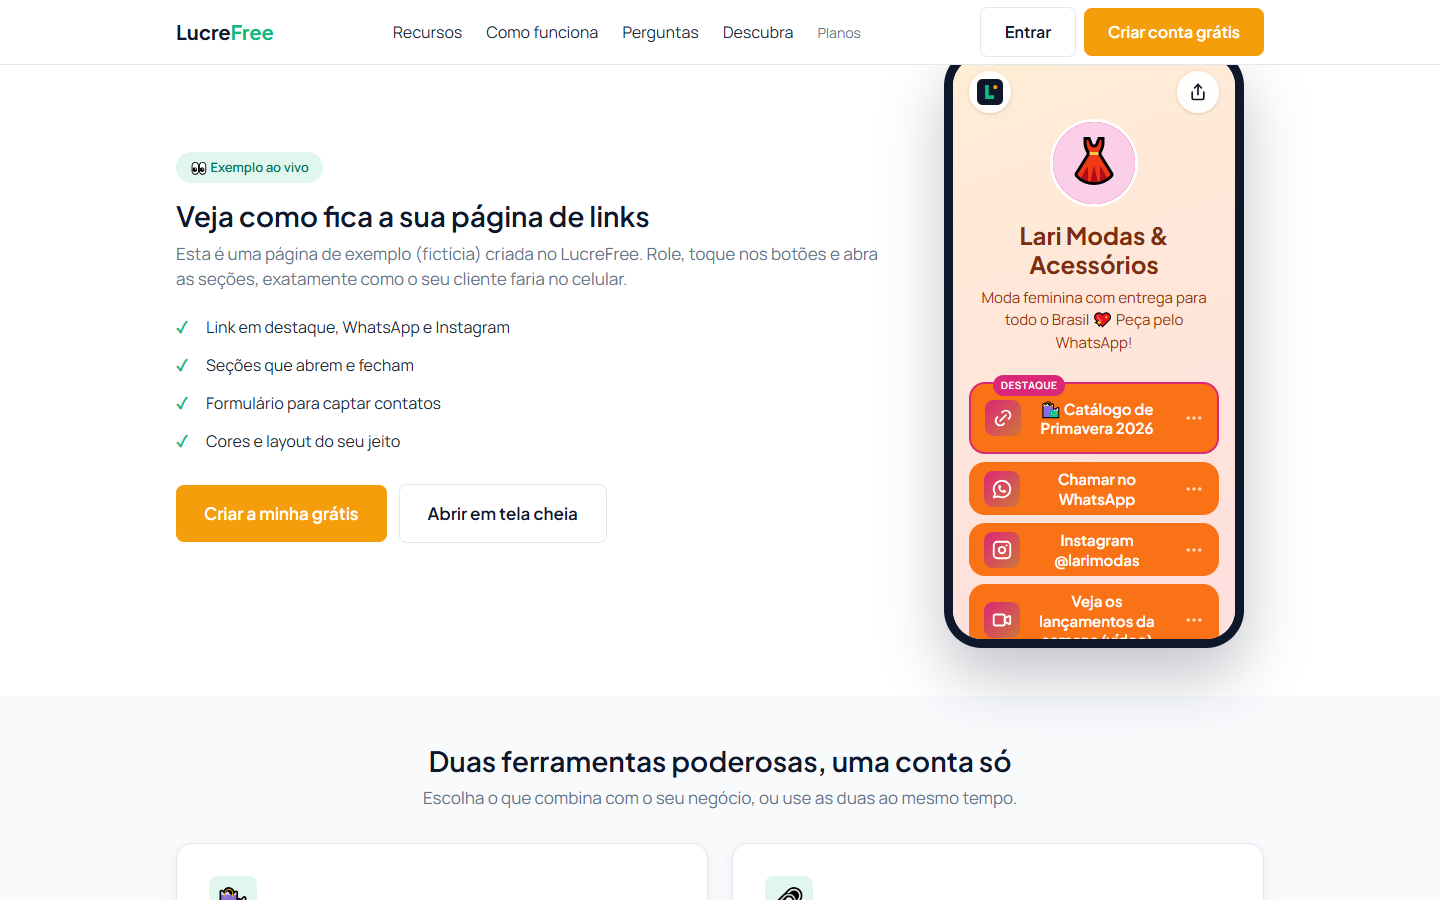 LucreFree
Recursos
Como funciona
Perguntas
Descubra
Planos
Entrar
Criar conta grátis
Exemplo ao vivo
Veja como fica a sua página de links
Esta é uma página de exemplo (fictícia) criada no LucreFree. Role, toque nos botões e abra
as seções, exatamente como o seu cliente faria no celular.
Link em destaque, WhatsApp e Instagram
Seções que abrem e fecham
Formulário para captar contatos
Cores e layout do seu jeito
Criar a minha grátis
Abrir em tela cheia
L
Lari Modas &
Acessórios
Moda feminina com entrega para
todo o Brasil 💖 Peça pelo
WhatsApp!
DESTAQUE
🛍️ Catálogo de
Primavera 2026
Chamar no
WhatsApp
Instagram
@larimodas
Veja os
lançamentos da
Duas ferramentas poderosas, uma conta só
Escolha o que combina com o seu negócio, ou use as duas ao mesmo tempo.